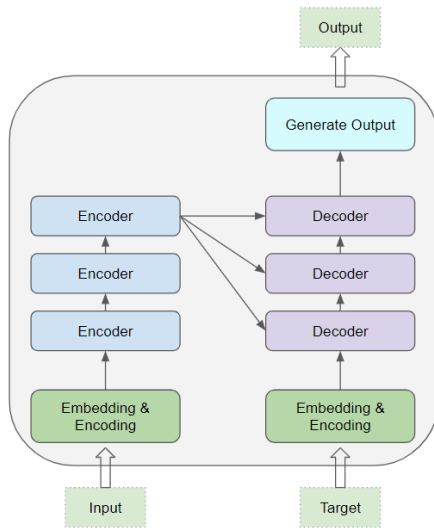 Output
Generate Output
Encoder
Decoder
Encoder
Decoder
Encoder
Decoder
Embedding &
Encoding
Embedding &
Encoding
Input
Target